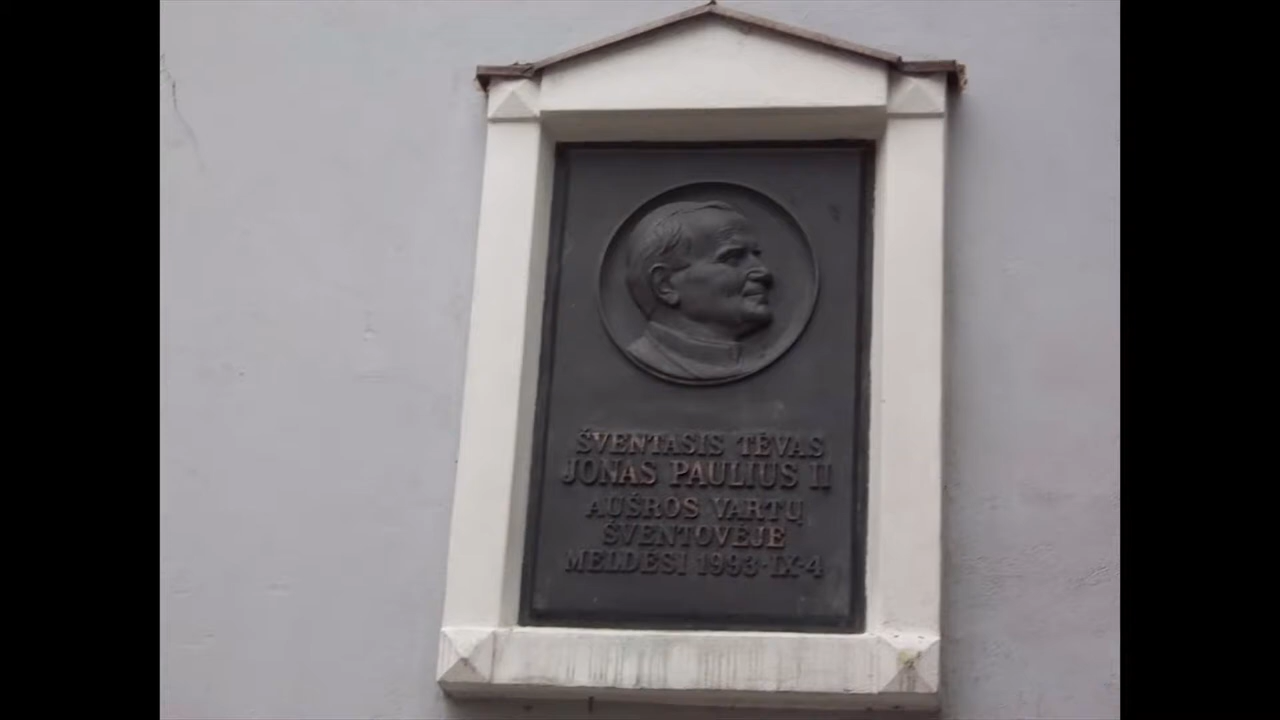 ŠVENTASIS TĖVAS
JONAS PAULIUS II
AUŠROS VARTŲ
ŠVENTOVĖJE
MELDĖSI 1993·IX·4